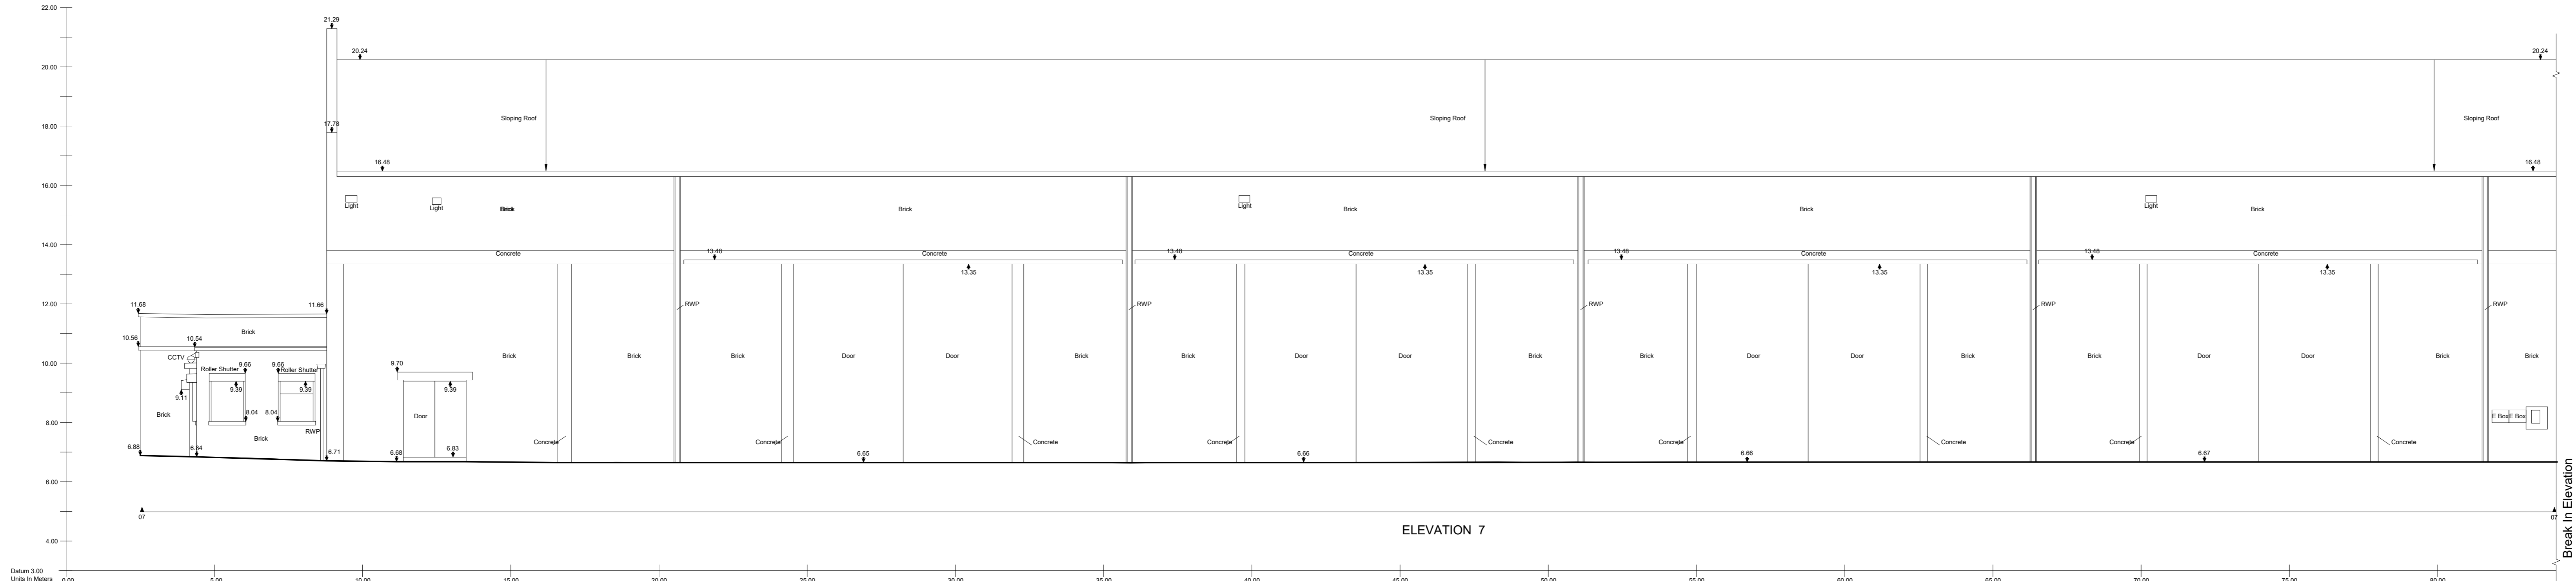 22.00
21.29
20.24
20.24
20.00
Sloping Roof
Sloping Roof
Sloping Roof
18.00
17.78
16.48
16.48
16.00
Light
Light
Brick
Brick
Light
Brick
Brick
Light
Brick
14.00
Concrete
13.48
Concrete
13.48
Concrete
13.48
Concrete
13.48
Concrete
13.35
13.35
13.35
13.35
12.00
11.68
11.66
RWP
RWP
RWP
RWP
RWP
Brick
10.56
10.54
10.00
CCTV
Brick
Brick
Brick
Door
Door
Brick
Brick
Door
Door
Brick
Brick
Door
Door
Brick
Brick
Door
Door
Brick
Brick
Roller Shutter
9.66
9.66
Roller Shutter
9.70
9.39
9.39
9.39
9.11
Brick
8.04
8.04
Door
E Box
E Box
8.00
RWP
Brick
Concrete
Concrete
Concrete
Concrete
Concrete
Concrete
Concrete
Concrete
Concrete
6.88
6.84
6.71
6.68
6.83
6.65
6.66
6.66
6.67
6.00
07
07
ELEVATION 7
Break In Elevation
4.00
Datum 3.00
Units In Meters
0.00
5.00
10.00
15.00
20.00
25.00
30.00
35.00
40.00
45.00
50.00
55.00
60.00
65.00
70.00
75.00
80.00